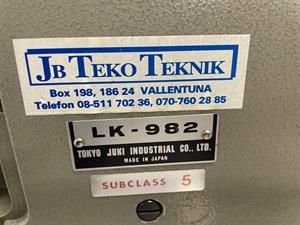 JB TEKO TEKNIK
Box 198, 186 24 VALLENTUNA
Telefon 08-511 702 36, 070-760 28 85
LK-982
TOKYO JUKI INDUSTRIAL CO., LTD.
MADE IN JAPAN
SUBCLASS 5